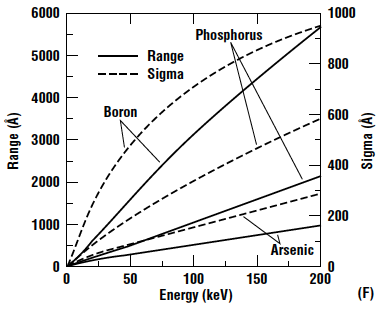 6000
5000
4000
3000
2000
1000
0
Range (Å)
1000
800
600
400
200
0
Sigma (Å)
Phosphorus
Range
Sigma
Boron
Arsenic
0 50 100 150 200
Energy (keV)
(F)